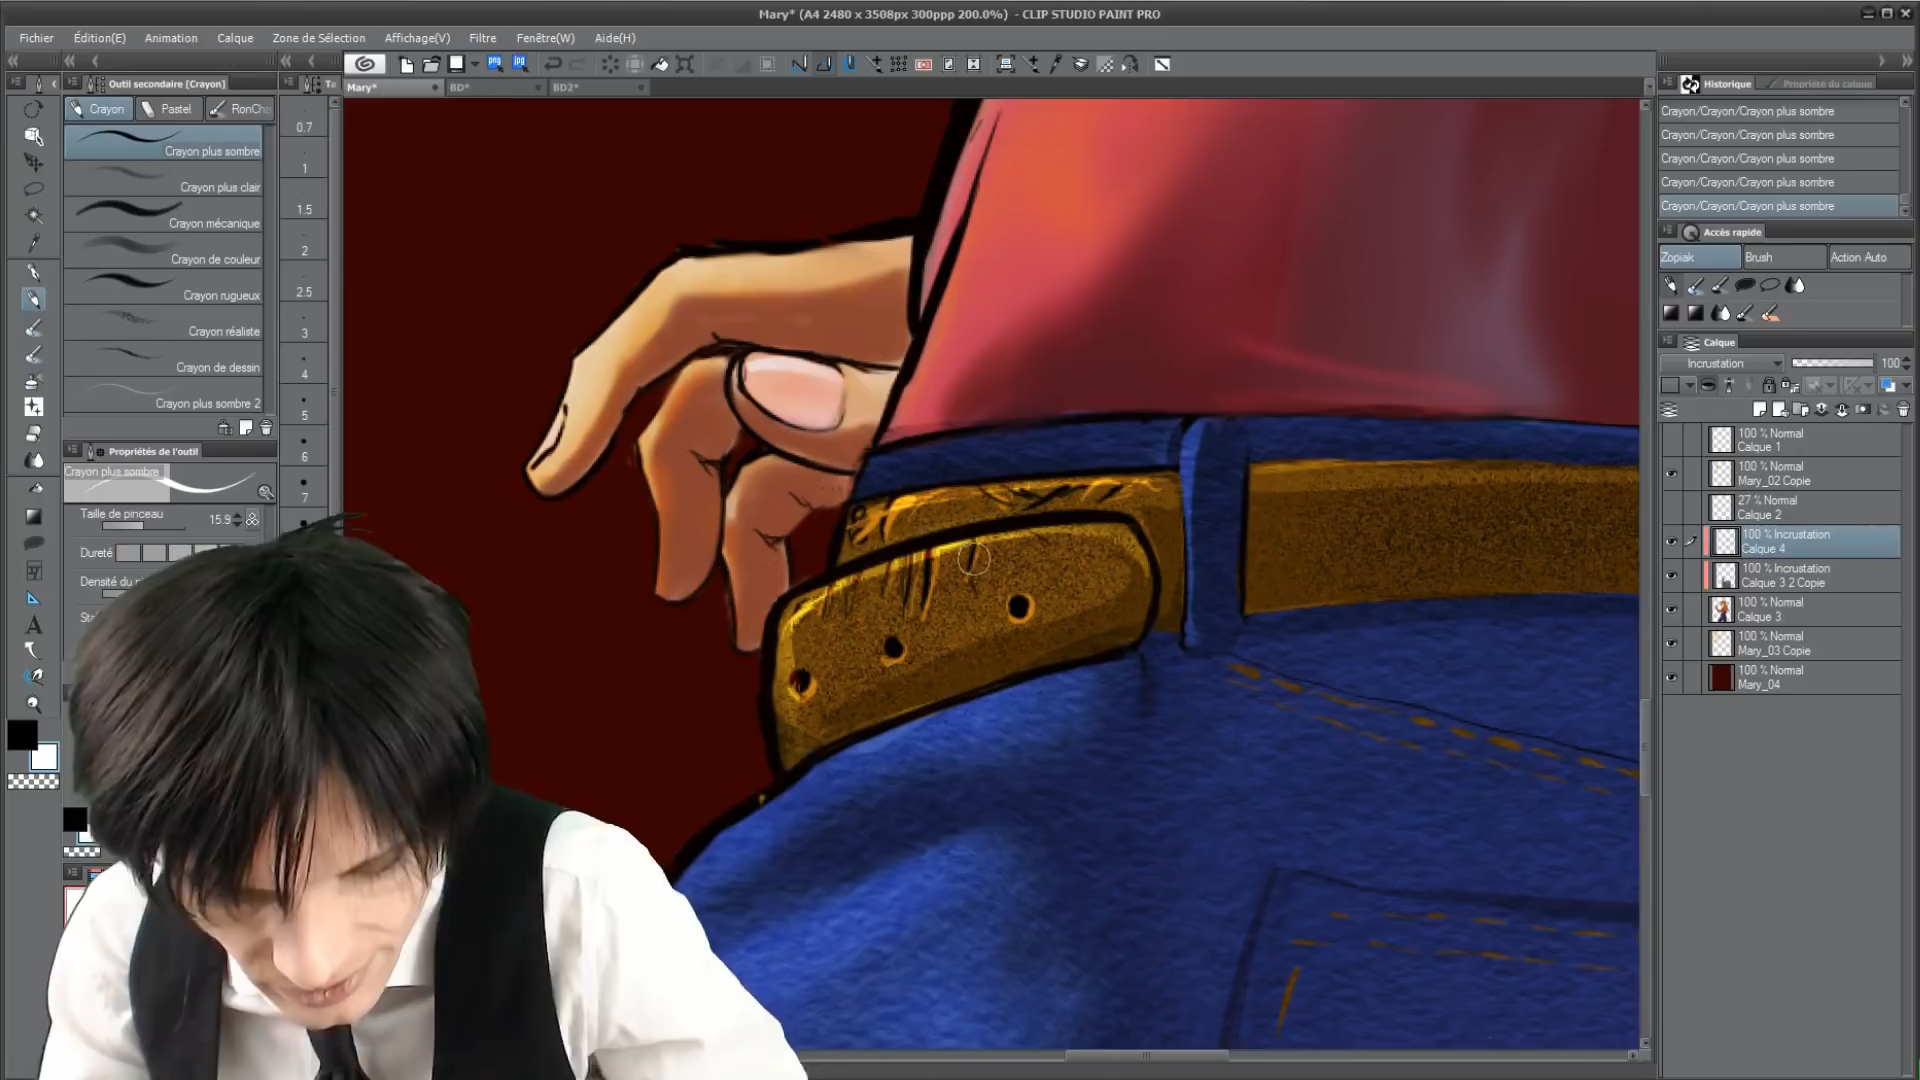 Mary* (A4 2480 x 3508px 300ppp 200.0%) - CLIP STUDIO PAINT PRO
Fichier Édition(E) Animation Calque Zone de Sélection Affichage(V) Filtre Fenêtre(W) Aide(H)
Outil secondaire [Crayon]
Crayon Pastel RonCha
Crayon plus sombre
Crayon plus clair
Crayon mécanique
Crayon de couleur
Crayon rugueux
Crayon réaliste
Crayon de dessin
Crayon plus sombre 2
Propriétés de l'outil
Crayon plus sombre
Taille de pinceau 15.9
Dureté
Densité du
Ta
0.7
1
1.5
2
2.5
3
4
5
6
7
Mary* BD* BD2*
Historique Propriété du calque
Crayon/Crayon/Crayon plus sombre
Crayon/Crayon/Crayon plus sombre
Crayon/Crayon/Crayon plus sombre
Crayon/Crayon/Crayon plus sombre
Crayon/Crayon/Crayon plus sombre
Accès rapide
Zopiak Brush Action Auto
Calque
Incrustation 100
100 % Normal
Calque 1
100 % Normal
Mary_02 Copie
27 % Normal
Calque 2
100 % Incrustation
Calque 4
100 % Incrustation
Calque 3 2 Copie
100 % Normal
Calque 3
100 % Normal
Mary_03 Copie
100 % Normal
Mary_04